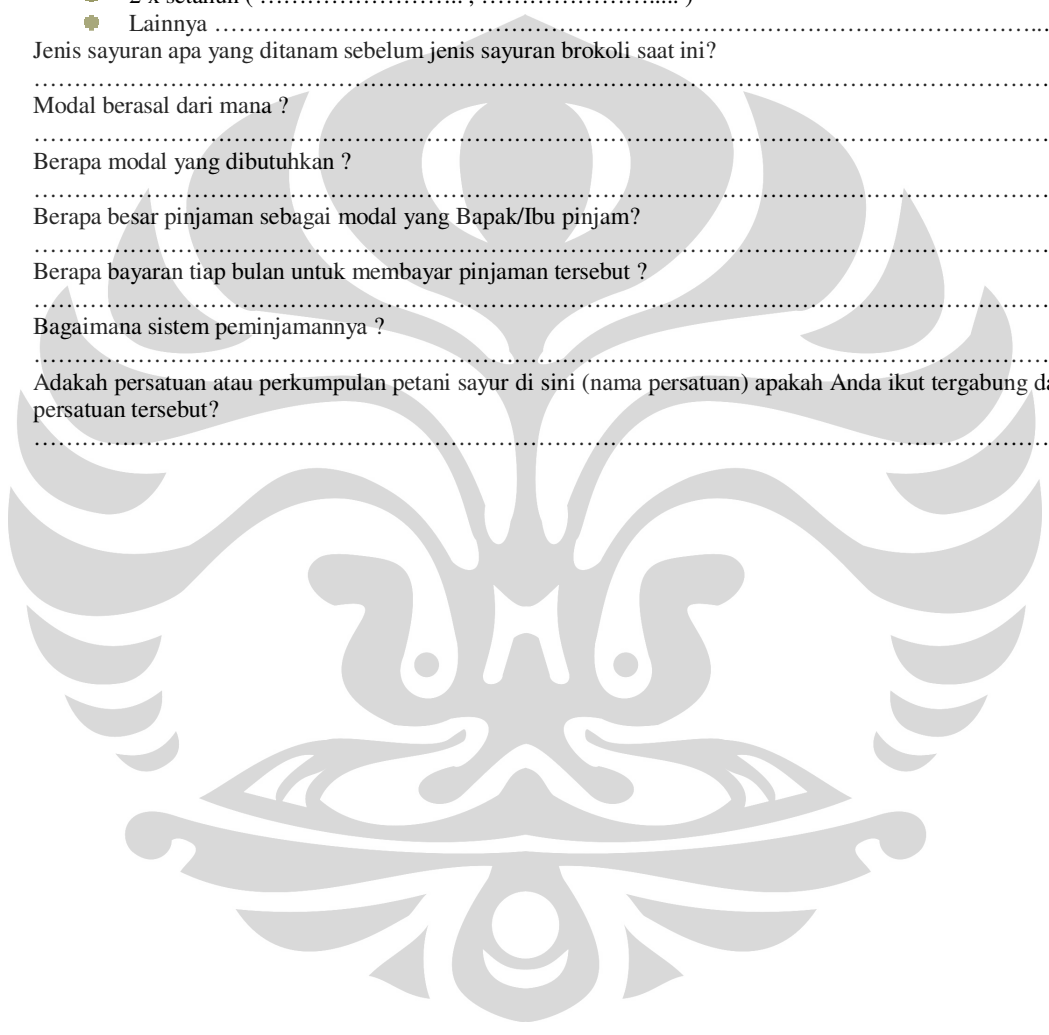 2 x setahun ( …………………….. , …………………..... )
Lainnya …………………………………………………………………………………………...
Jenis sayuran apa yang ditanam sebelum jenis sayuran brokoli saat ini?
……………………………………………………………………………………………………………
Modal berasal dari mana ?
……………………………………………………………………………………………………………
Berapa modal yang dibutuhkan ?
……………………………………………………………………………………………………………
Berapa besar pinjaman sebagai modal yang Bapak/Ibu pinjam?
……………………………………………………………………………………………………………
Berapa bayaran tiap bulan untuk membayar pinjaman tersebut ?
……………………………………………………………………………………………………………
Bagaimana sistem peminjamannya ?
……………………………………………………………………………………………………………
Adakah persatuan atau perkumpulan petani sayur di sini (nama persatuan) apakah Anda ikut tergabung
persatuan tersebut?
……………………………………………………………………………………………………………